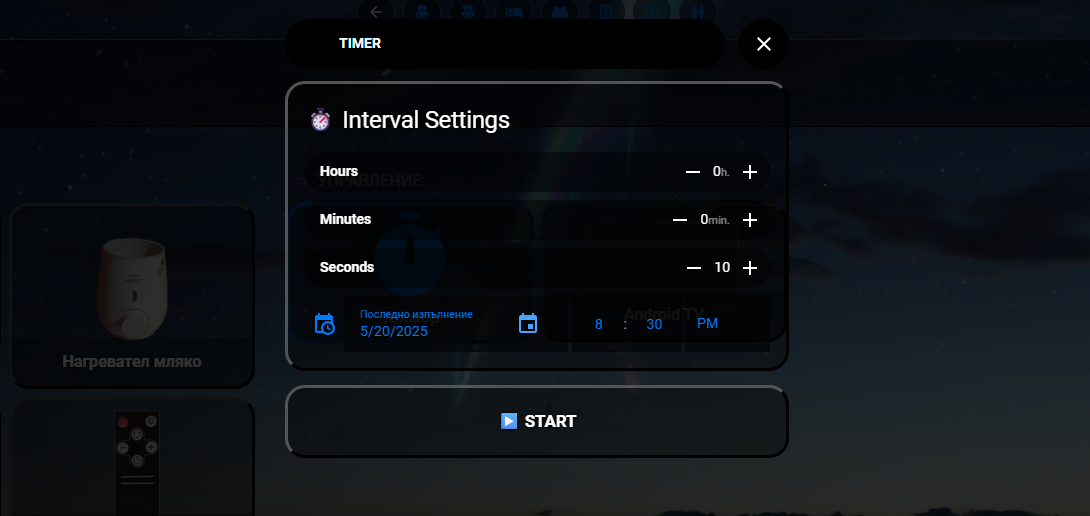 TIMER
Interval Settings
Hours
0h.
УПРАВЛЕНИЕ:
Minutes
0min.
Seconds
10
Последно изпълнение
5/20/2025
8 : 30 PM
Android TV
Нагревател мляко
START